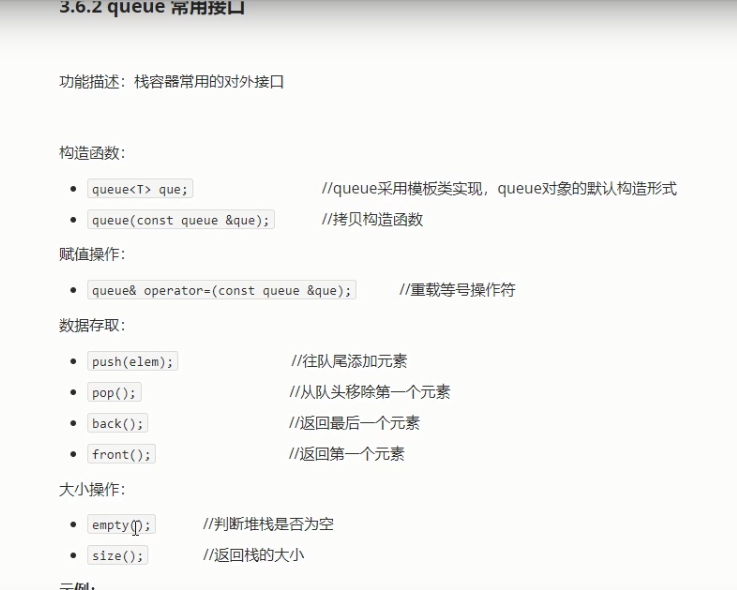 3.6.2 queue 常用接口
功能描述：栈容器常用的对外接口
构造函数：
queue<T> que; //queue采用模板类实现，queue对象的默认构造形式
queue(const queue &que); //拷贝构造函数
赋值操作：
queue& operator=(const queue &que); //重载等号操作符
数据存取：
push(elem); //往队尾添加元素
pop(); //从队头移除第一个元素
back(); //返回最后一个元素
front(); //返回第一个元素
大小操作：
empty(); //判断堆栈是否为空
size(); //返回栈的大小
示例：